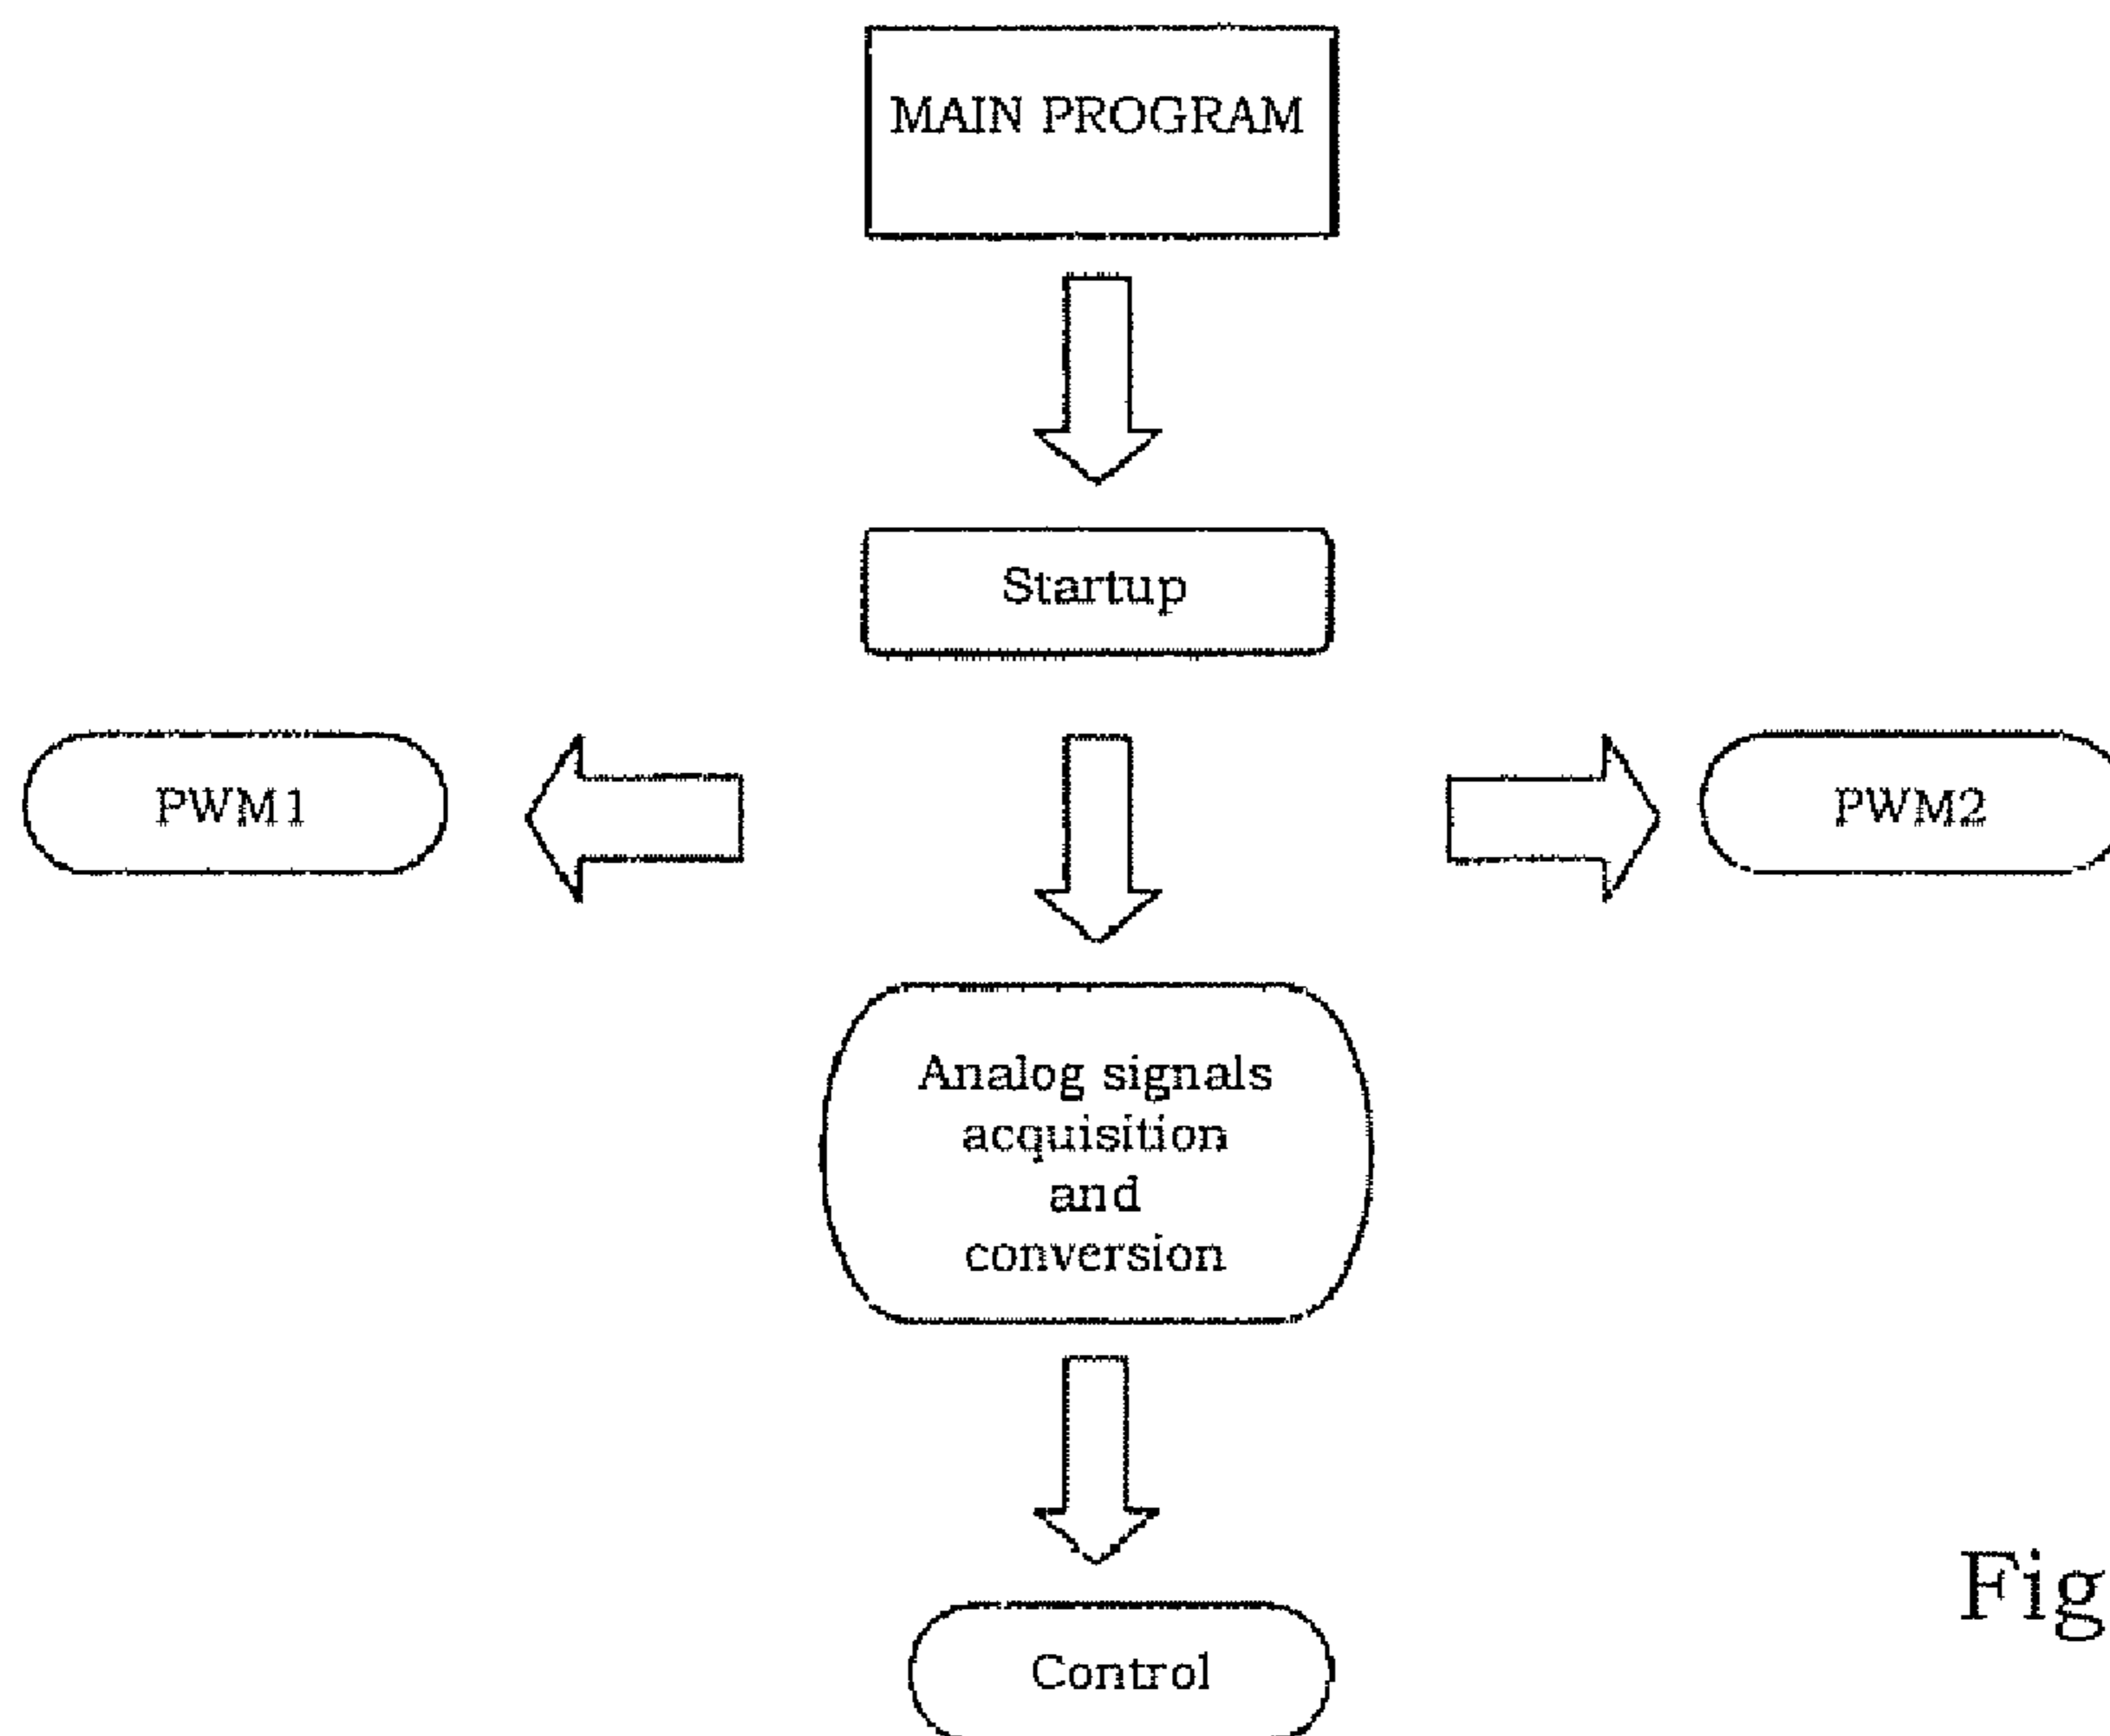 MAIN PROGRAM
Startup
PWM1
PWM2
Analog signals
acquisition
and
conversion
Control
Fig